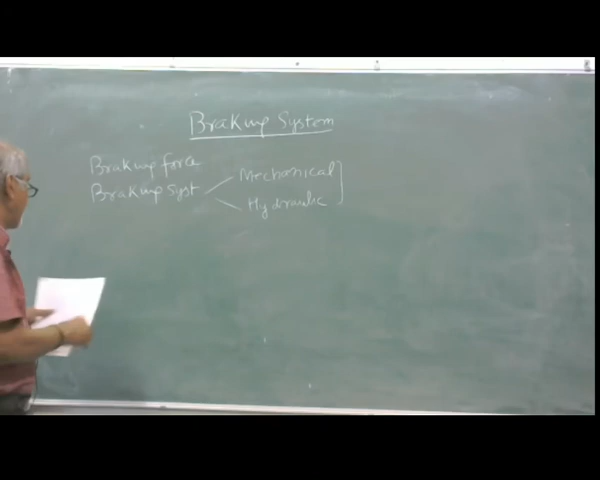 Braking System
Braking force
Braking Syst
Mechanical
Hydraulic